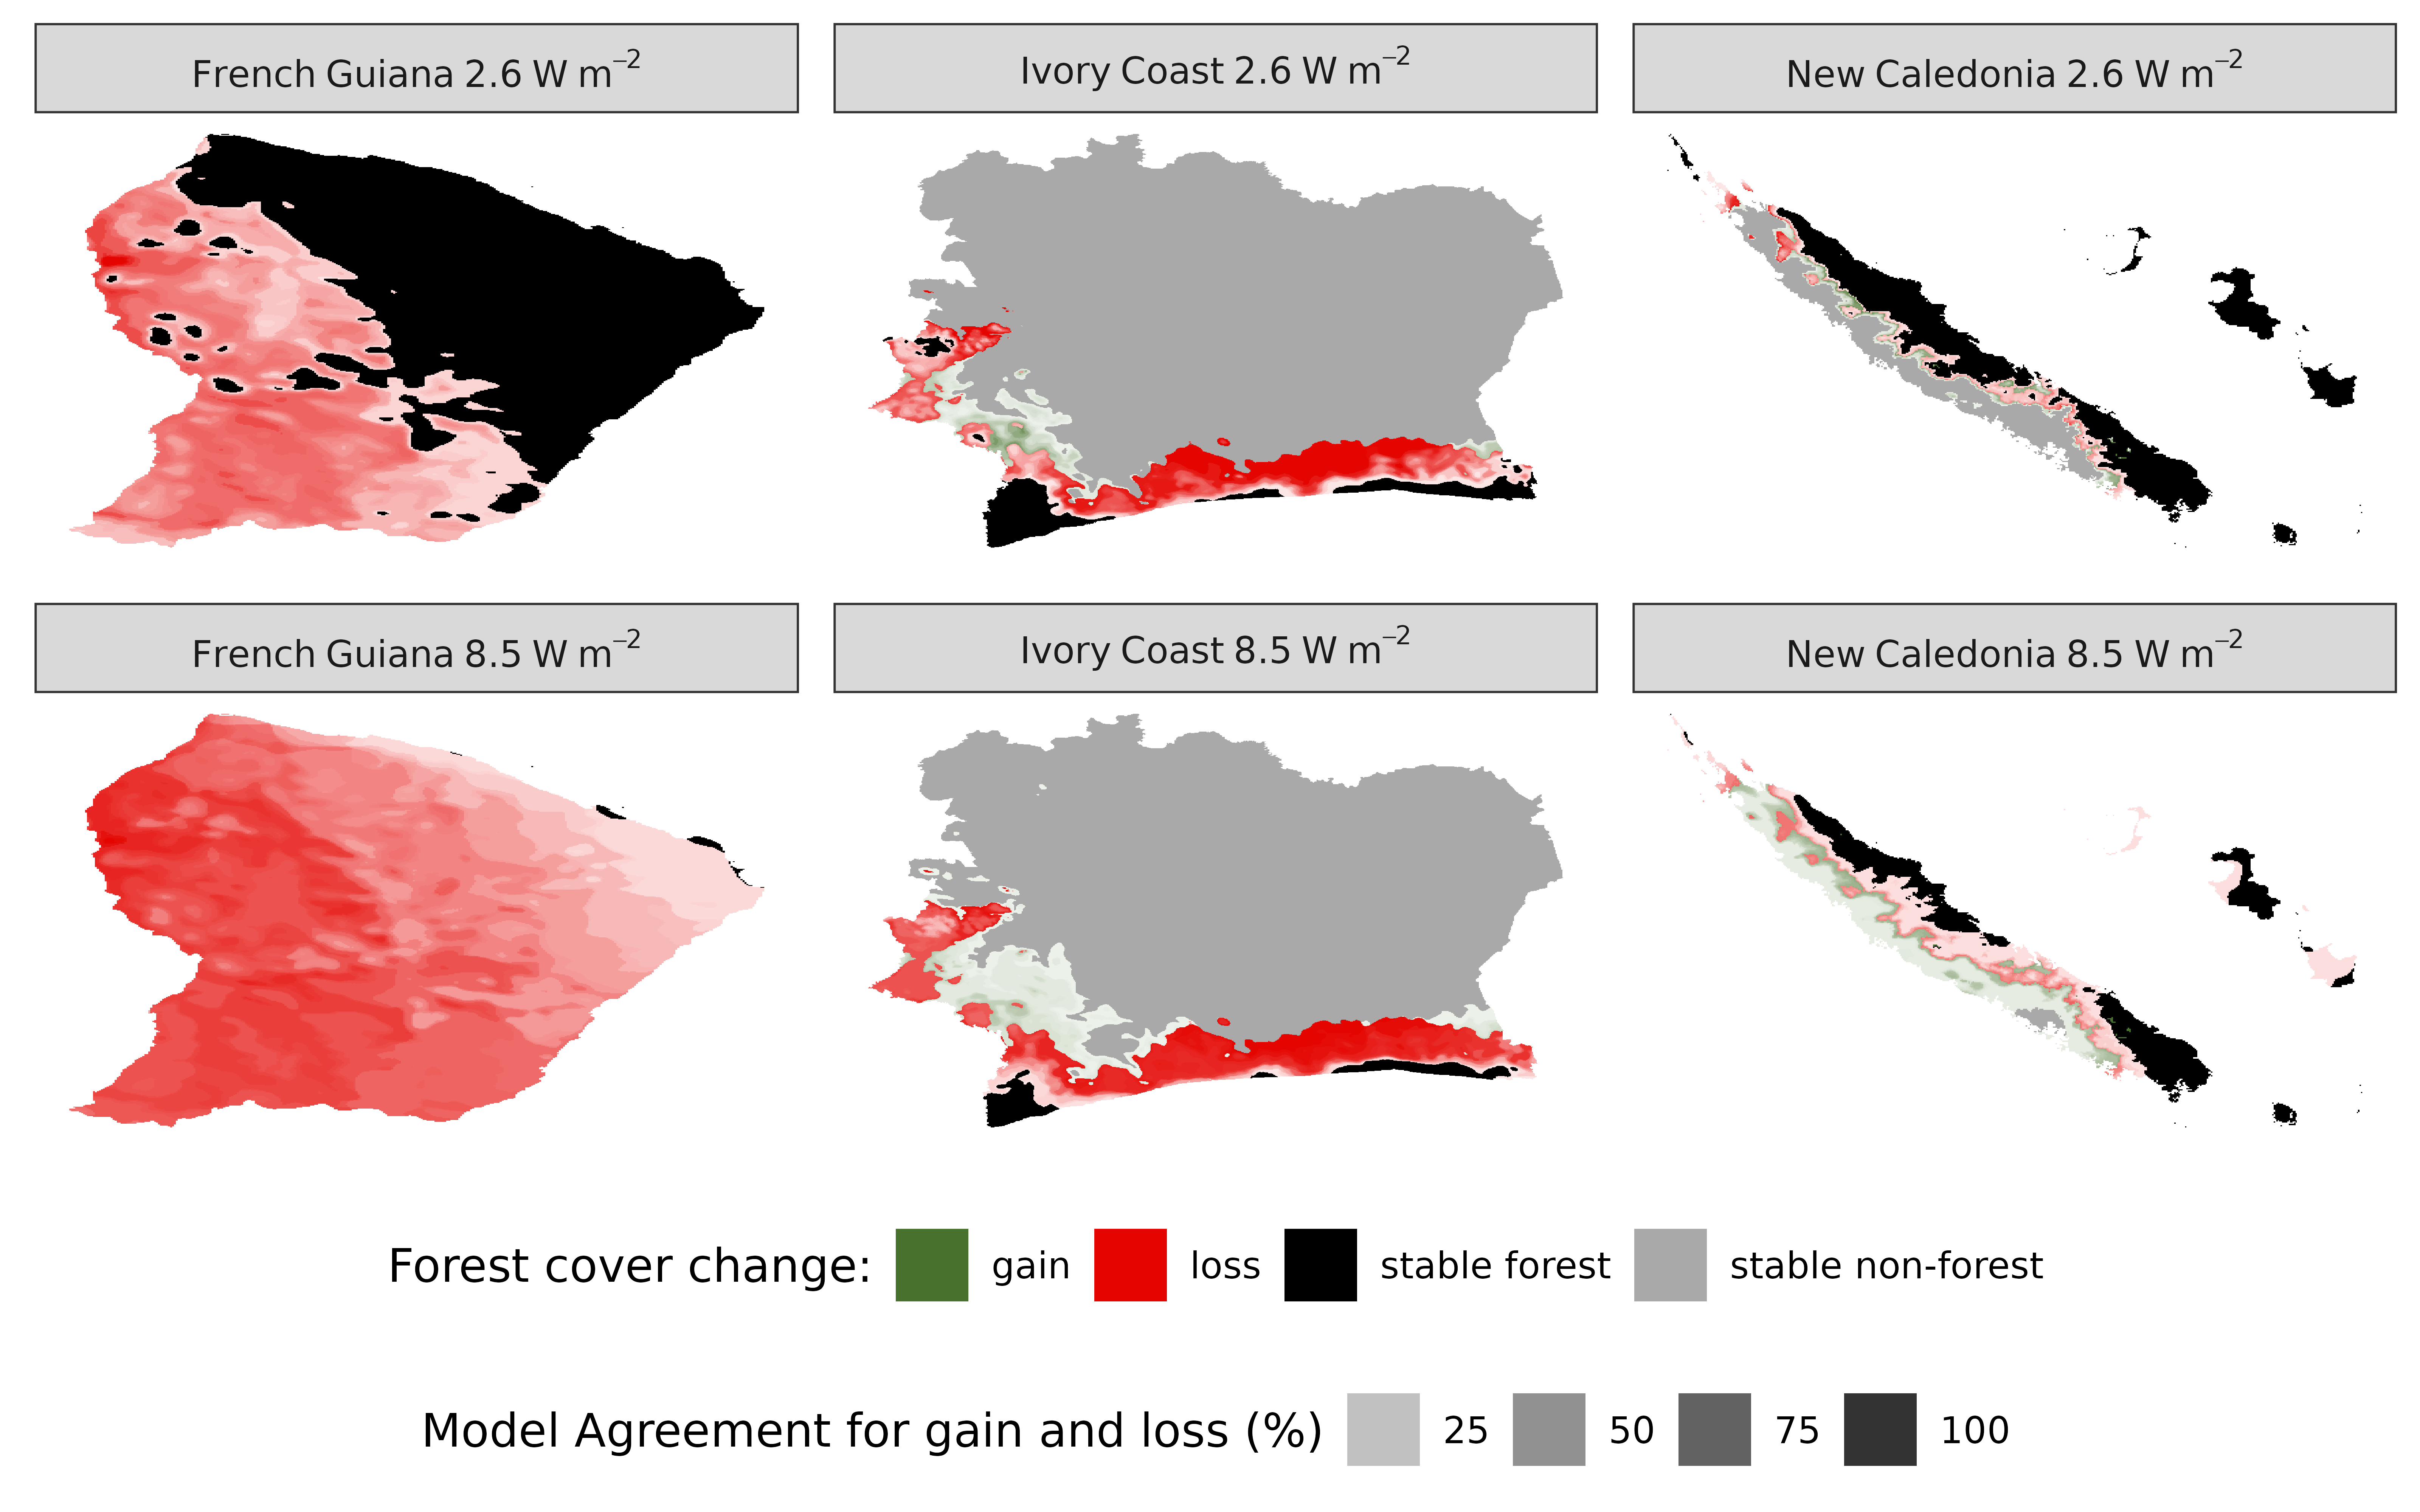 French Guiana 2.6 W m⁻²
Ivory Coast 2.6 W m⁻²
New Caledonia 2.6 W m⁻²
French Guiana 8.5 W m⁻²
Ivory Coast 8.5 W m⁻²
New Caledonia 8.5 W m⁻²
Forest cover change: gain loss stable forest stable non-forest
Model Agreement for gain and loss (%) 25 50 75 100